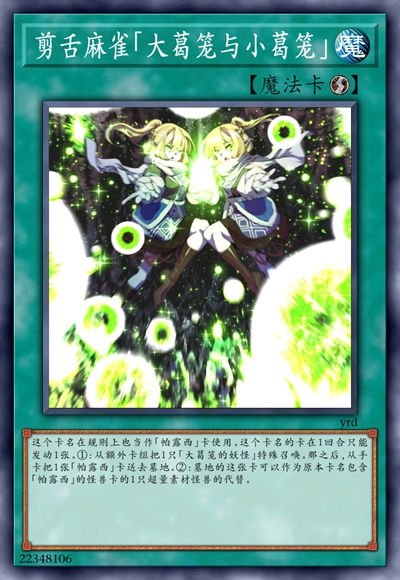 剪舌麻雀「大葛笼与小葛笼」魔
【魔法卡】
yrd
这个卡名在规则上也当作「帕露西」卡使用。这个卡名的卡在1回合只能
发动1张。①：从额外卡组把1只「大葛笼的妖怪」特殊召唤。那之后，从手
卡把1张「帕露西」卡送去墓地。②：墓地的这张卡可以作为原本卡名包含
「帕露西」的怪兽卡的1只超量素材怪兽的代替。
22348106